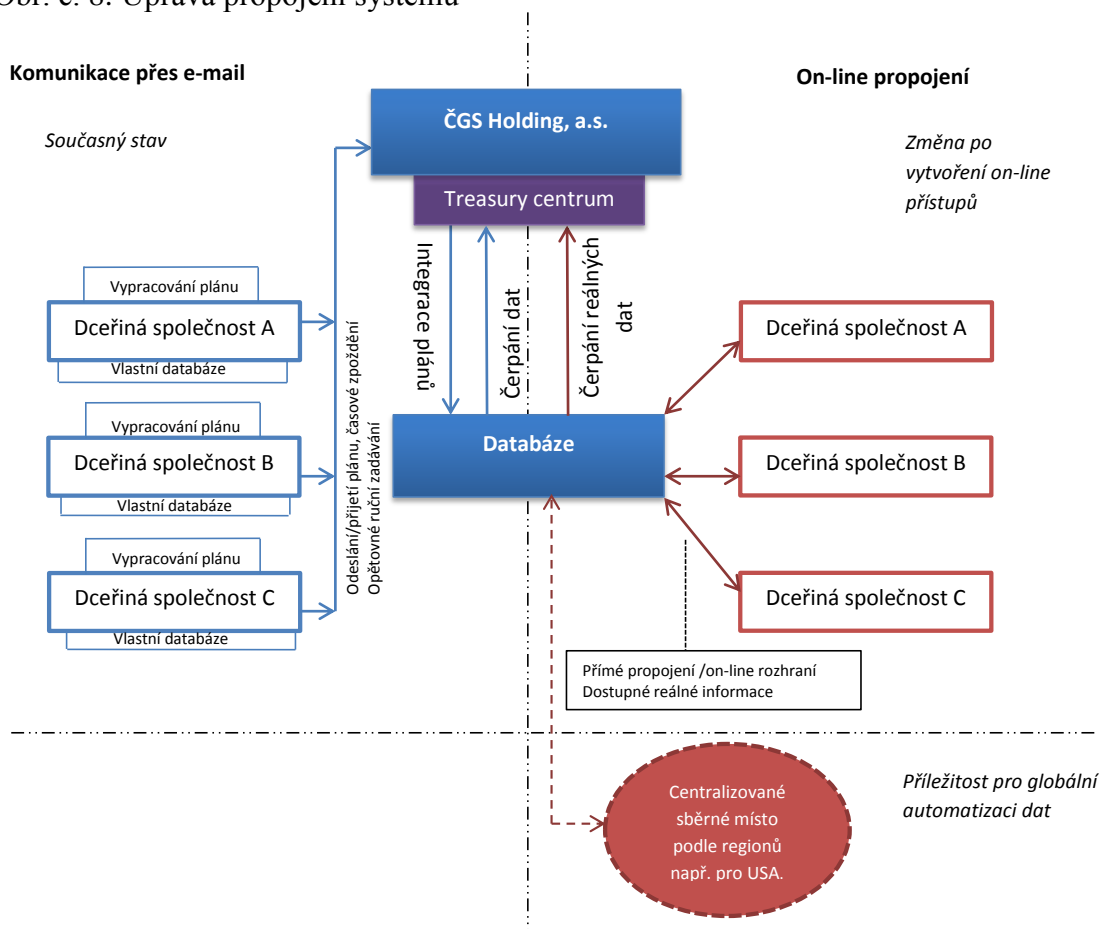 Obr. č. 8: Úprava propojení systémů
Komunikace přes e-mail
On-line propojení
ČGS Holding, a.s.
Současný stav
Změna po
vytvoření on-line
přístupů
Treasury centrum
Integrace plánů
Čerpání dat
Čerpání reálných
dat
Vypracování plánu
Dceřiná společnost A
Vlastní databáze
Vypracování plánu
Dceřiná společnost B
Vlastní databáze
Vypracování plánu
Dceřiná společnost C
Vlastní databáze
Odeslání/přijetí plánu, časové zpoždění
Opětovné ruční zadávání
Databáze
Dceřiná společnost A
Dceřiná společnost B
Dceřiná společnost C
Přímé propojení /on-line rozhraní
Dostupné reálné informace
Centralizované
sběrné místo
podle regionů
např. pro USA.
Příležitost pro globální
automatizaci dat